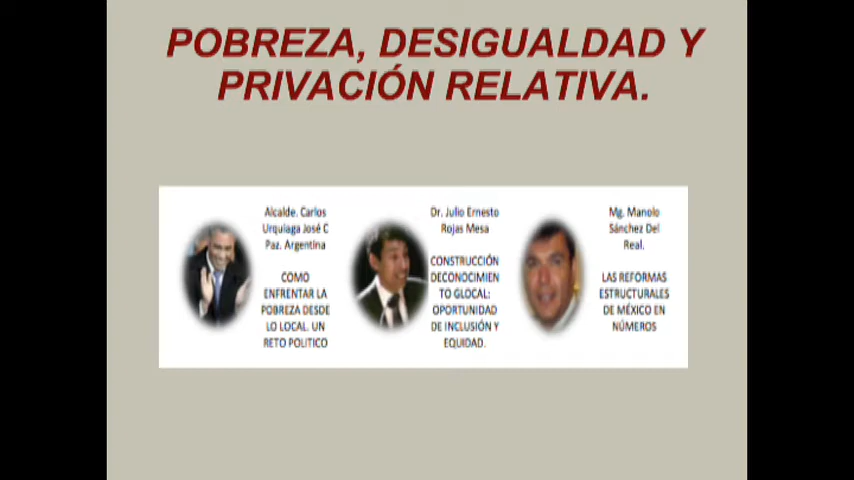 POBREZA, DESIGUALDAD Y
PRIVACIÓN RELATIVA.
Alcalde. Carlos
Urquiaga José C
Paz. Argentina
COMO
ENFRENTAR LA
POBREZA DESDE
LO LOCAL. UN
RETO POLITICO
Dr. Julio Ernesto
Rojas Mesa
CONSTRUCCIÓN
DECONOCIMIEN
TO GLOCAL:
OPORTUNIDAD
DE INCLUSIÓN Y
EQUIDAD.
Mg. Manolo
Sánchez Del
Real.
LAS REFORMAS
ESTRUCTURALES
DE MÉXICO EN
NÚMEROS